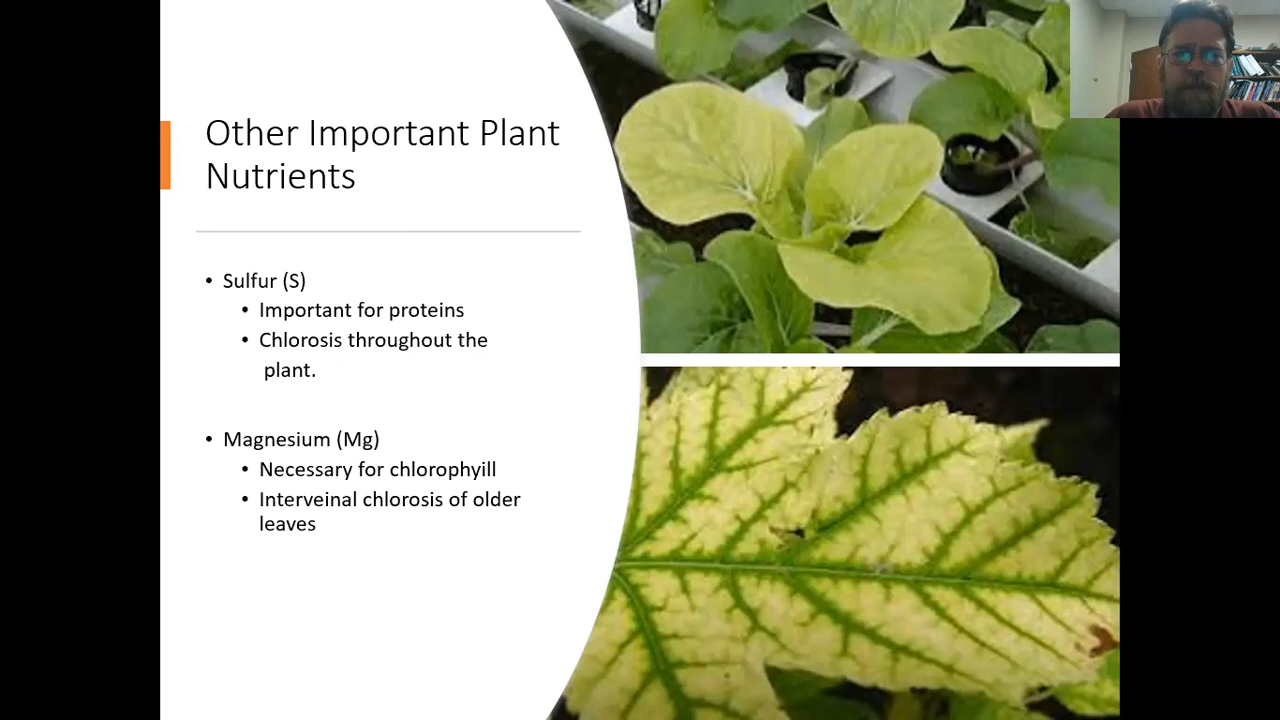 Other Important Plant
Nutrients
• Sulfur (S)
• Important for proteins
• Chlorosis throughout the
plant.
• Magnesium (Mg)
• Necessary for chlorophyill
• Interveinal chlorosis of older
leaves